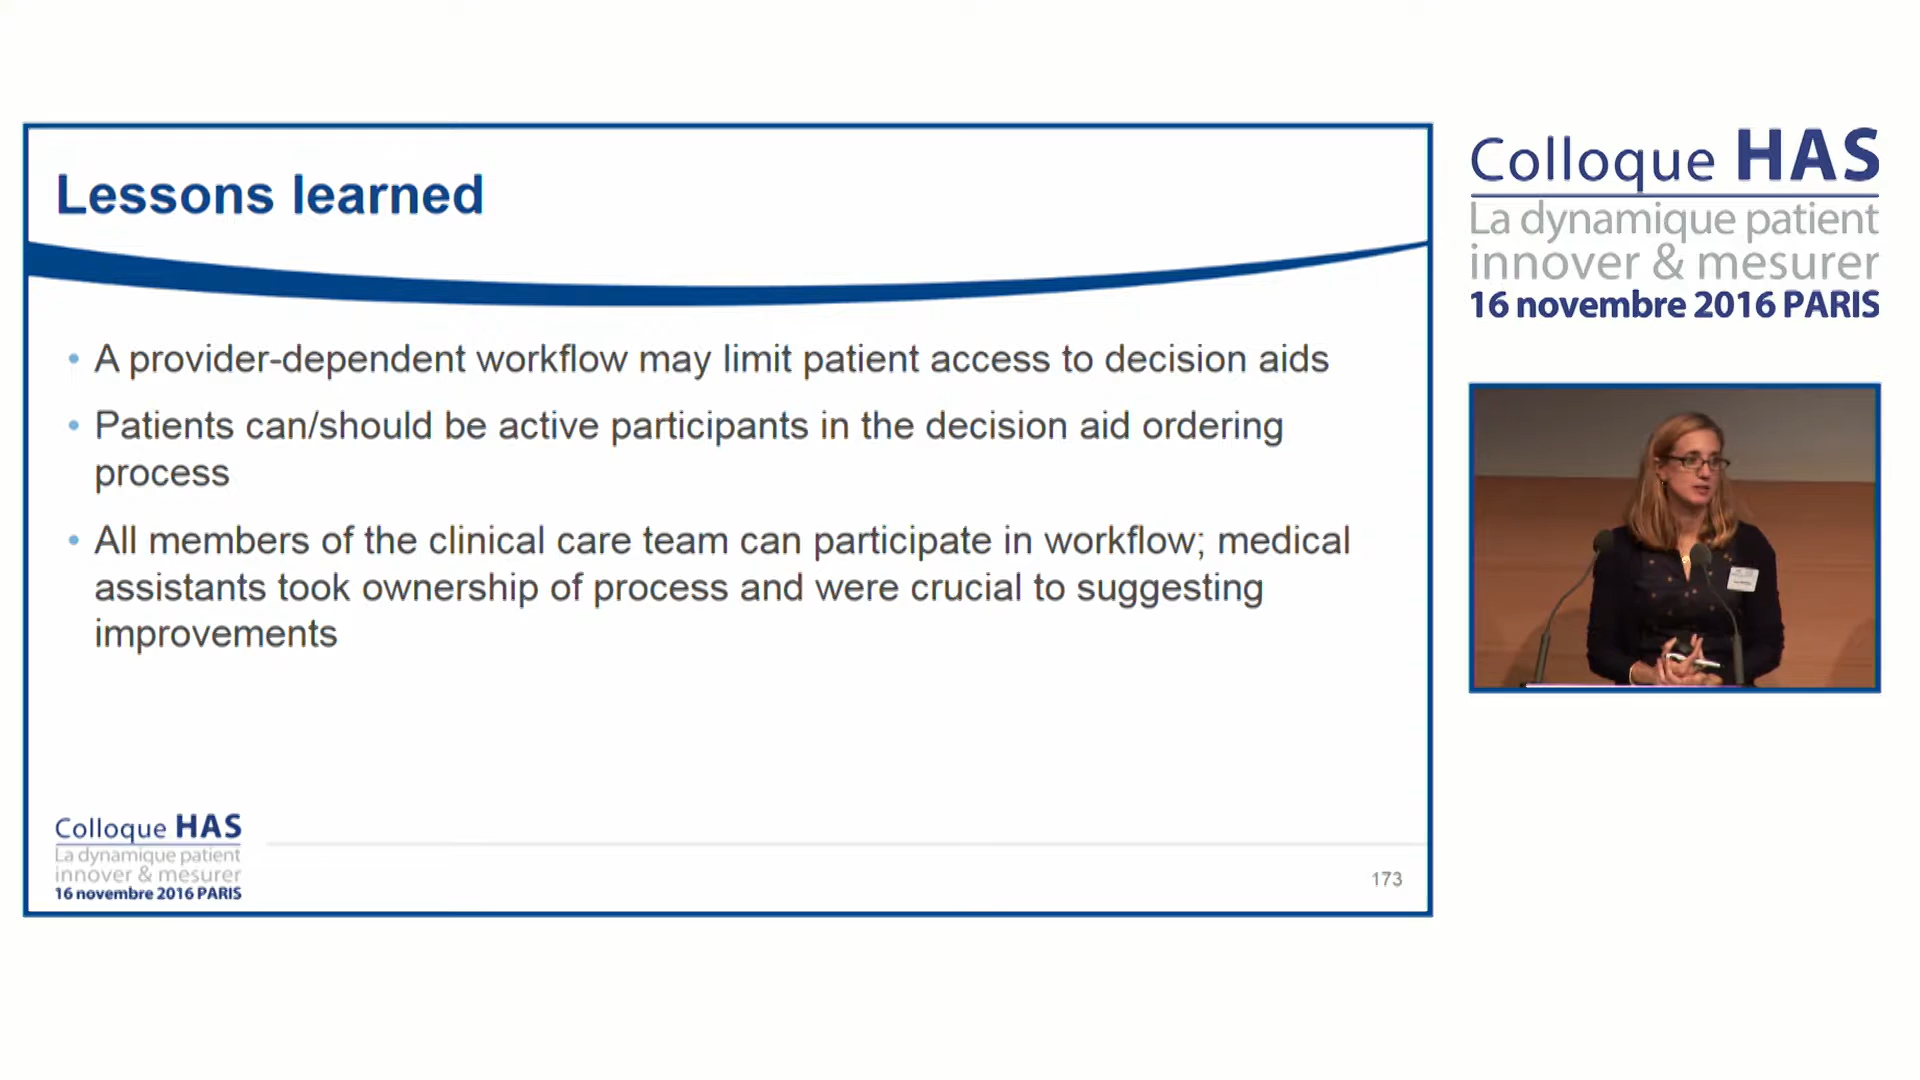 Lessons learned
• A provider-dependent workflow may limit patient access to decision aids
• Patients can/should be active participants in the decision aid ordering
process
• All members of the clinical care team can participate in workflow; medical
assistants took ownership of process and were crucial to suggesting
improvements
Colloque HAS
La dynamique patient
innover & mesurer
16 novembre 2016 PARIS
173
Colloque HAS
La dynamique patient
innover & mesurer
16 novembre 2016 PARIS